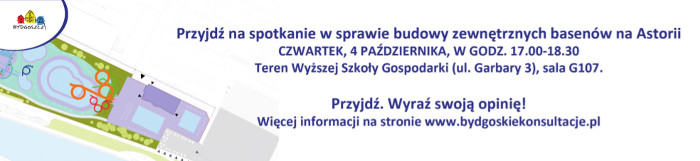 BYDGOSZCZ
Przyjdź na spotkanie w sprawie budowy zewnętrznych basenów na Astorii
CZWARTEK, 4 PAŹDZIERNIKA, W GODZ. 17.00-18.30
Teren Wyższej Szkoły Gospodarki (ul. Garbary 3), sala G107.
Przyjdź. Wyraź swoją opinię!
Więcej informacji na stronie www.bydgoskiekonsultacje.pl